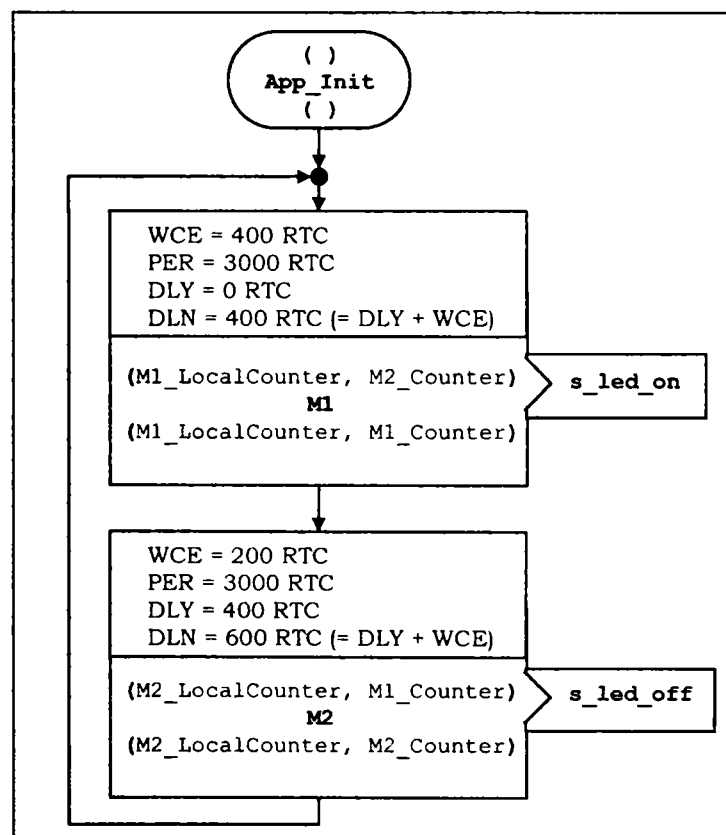 ( )
App_Init
( )
WCE = 400 RTC
PER = 3000 RTC
DLY = 0 RTC
DLN = 400 RTC (= DLY + WCE)
(M1_LocalCounter, M2_Counter)
s_led_on
M1
(M1_LocalCounter, M1_Counter)
WCE = 200 RTC
PER = 3000 RTC
DLY = 400 RTC
DLN = 600 RTC (= DLY + WCE)
(M2_LocalCounter, M1_Counter)
s_led_off
M2
(M2_LocalCounter, M2_Counter)